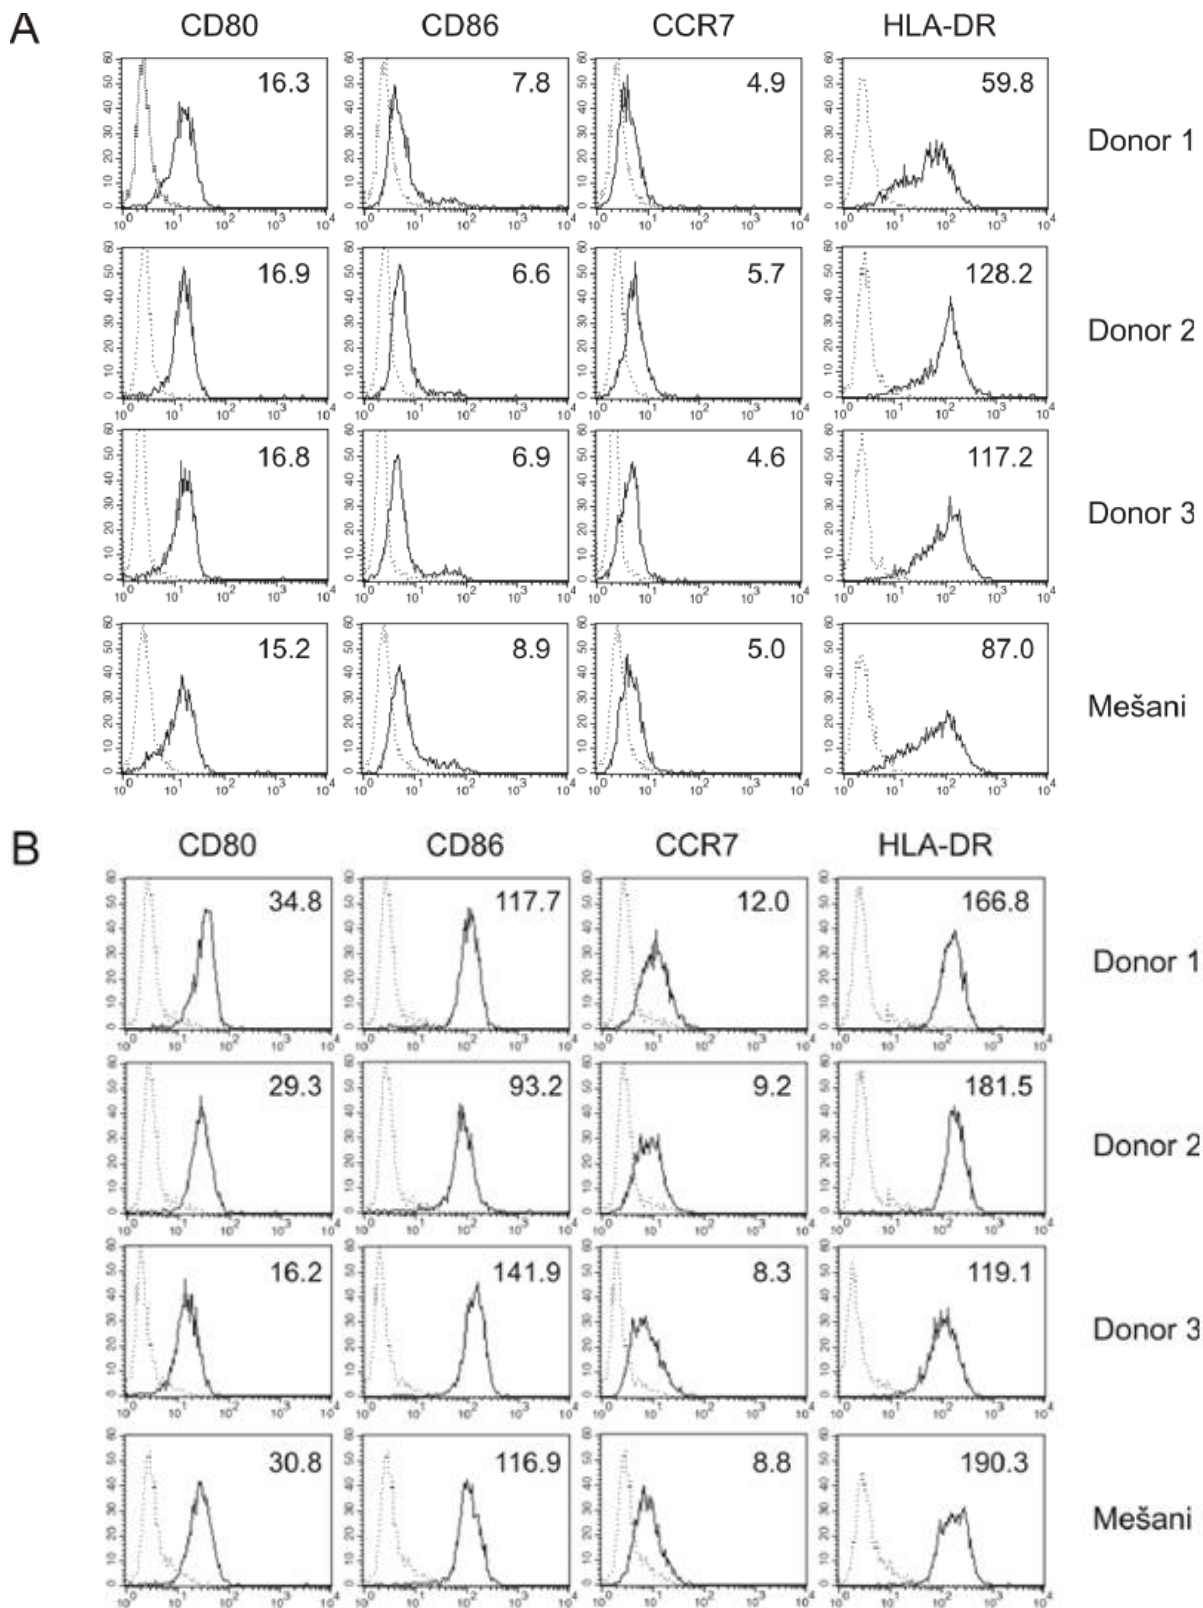 A
CD80 CD86 CCR7 HLA-DR
16.3 7.8 4.9 59.8 Donor 1
16.9 6.6 5.7 128.2 Donor 2
16.8 6.9 4.6 117.2 Donor 3
15.2 8.9 5.0 87.0 Mešani
B
CD80 CD86 CCR7 HLA-DR
34.8 117.7 12.0 166.8 Donor 1
29.3 93.2 9.2 181.5 Donor 2
16.2 141.9 8.3 119.1 Donor 3
30.8 116.9 8.8 190.3 Mešani